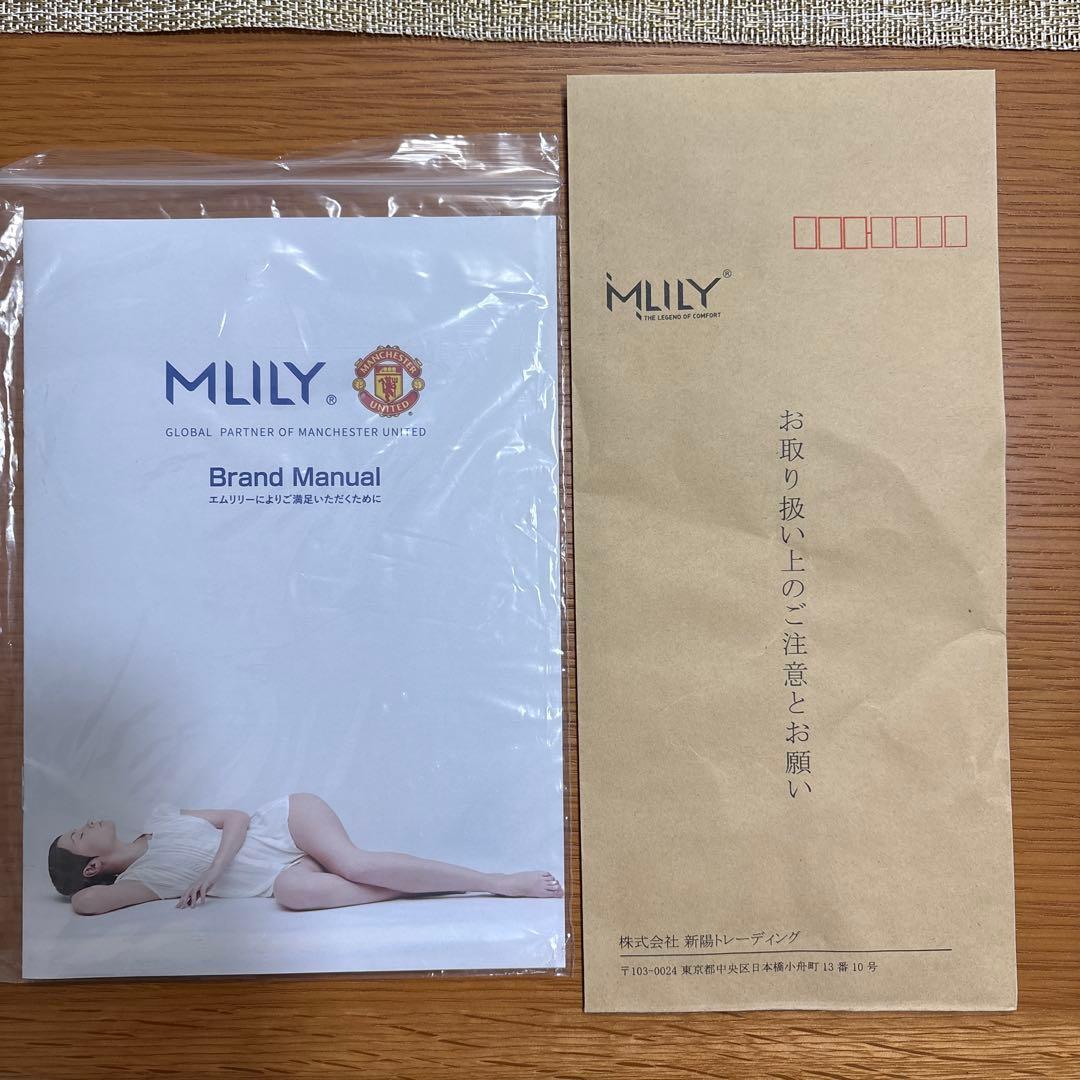 MLILY®
MANCHESTER
UNITED
GLOBAL PARTNER OF MANCHESTER UNITED
Brand Manual
エムリリーによりご満足いただくために
MLILY®
THE LEGEND OF COMFORT
お取り扱い上のご注意とお願い
株式会社 新陽トレーディング
〒103-0024 東京都中央区日本橋小舟町 13 番 10 号